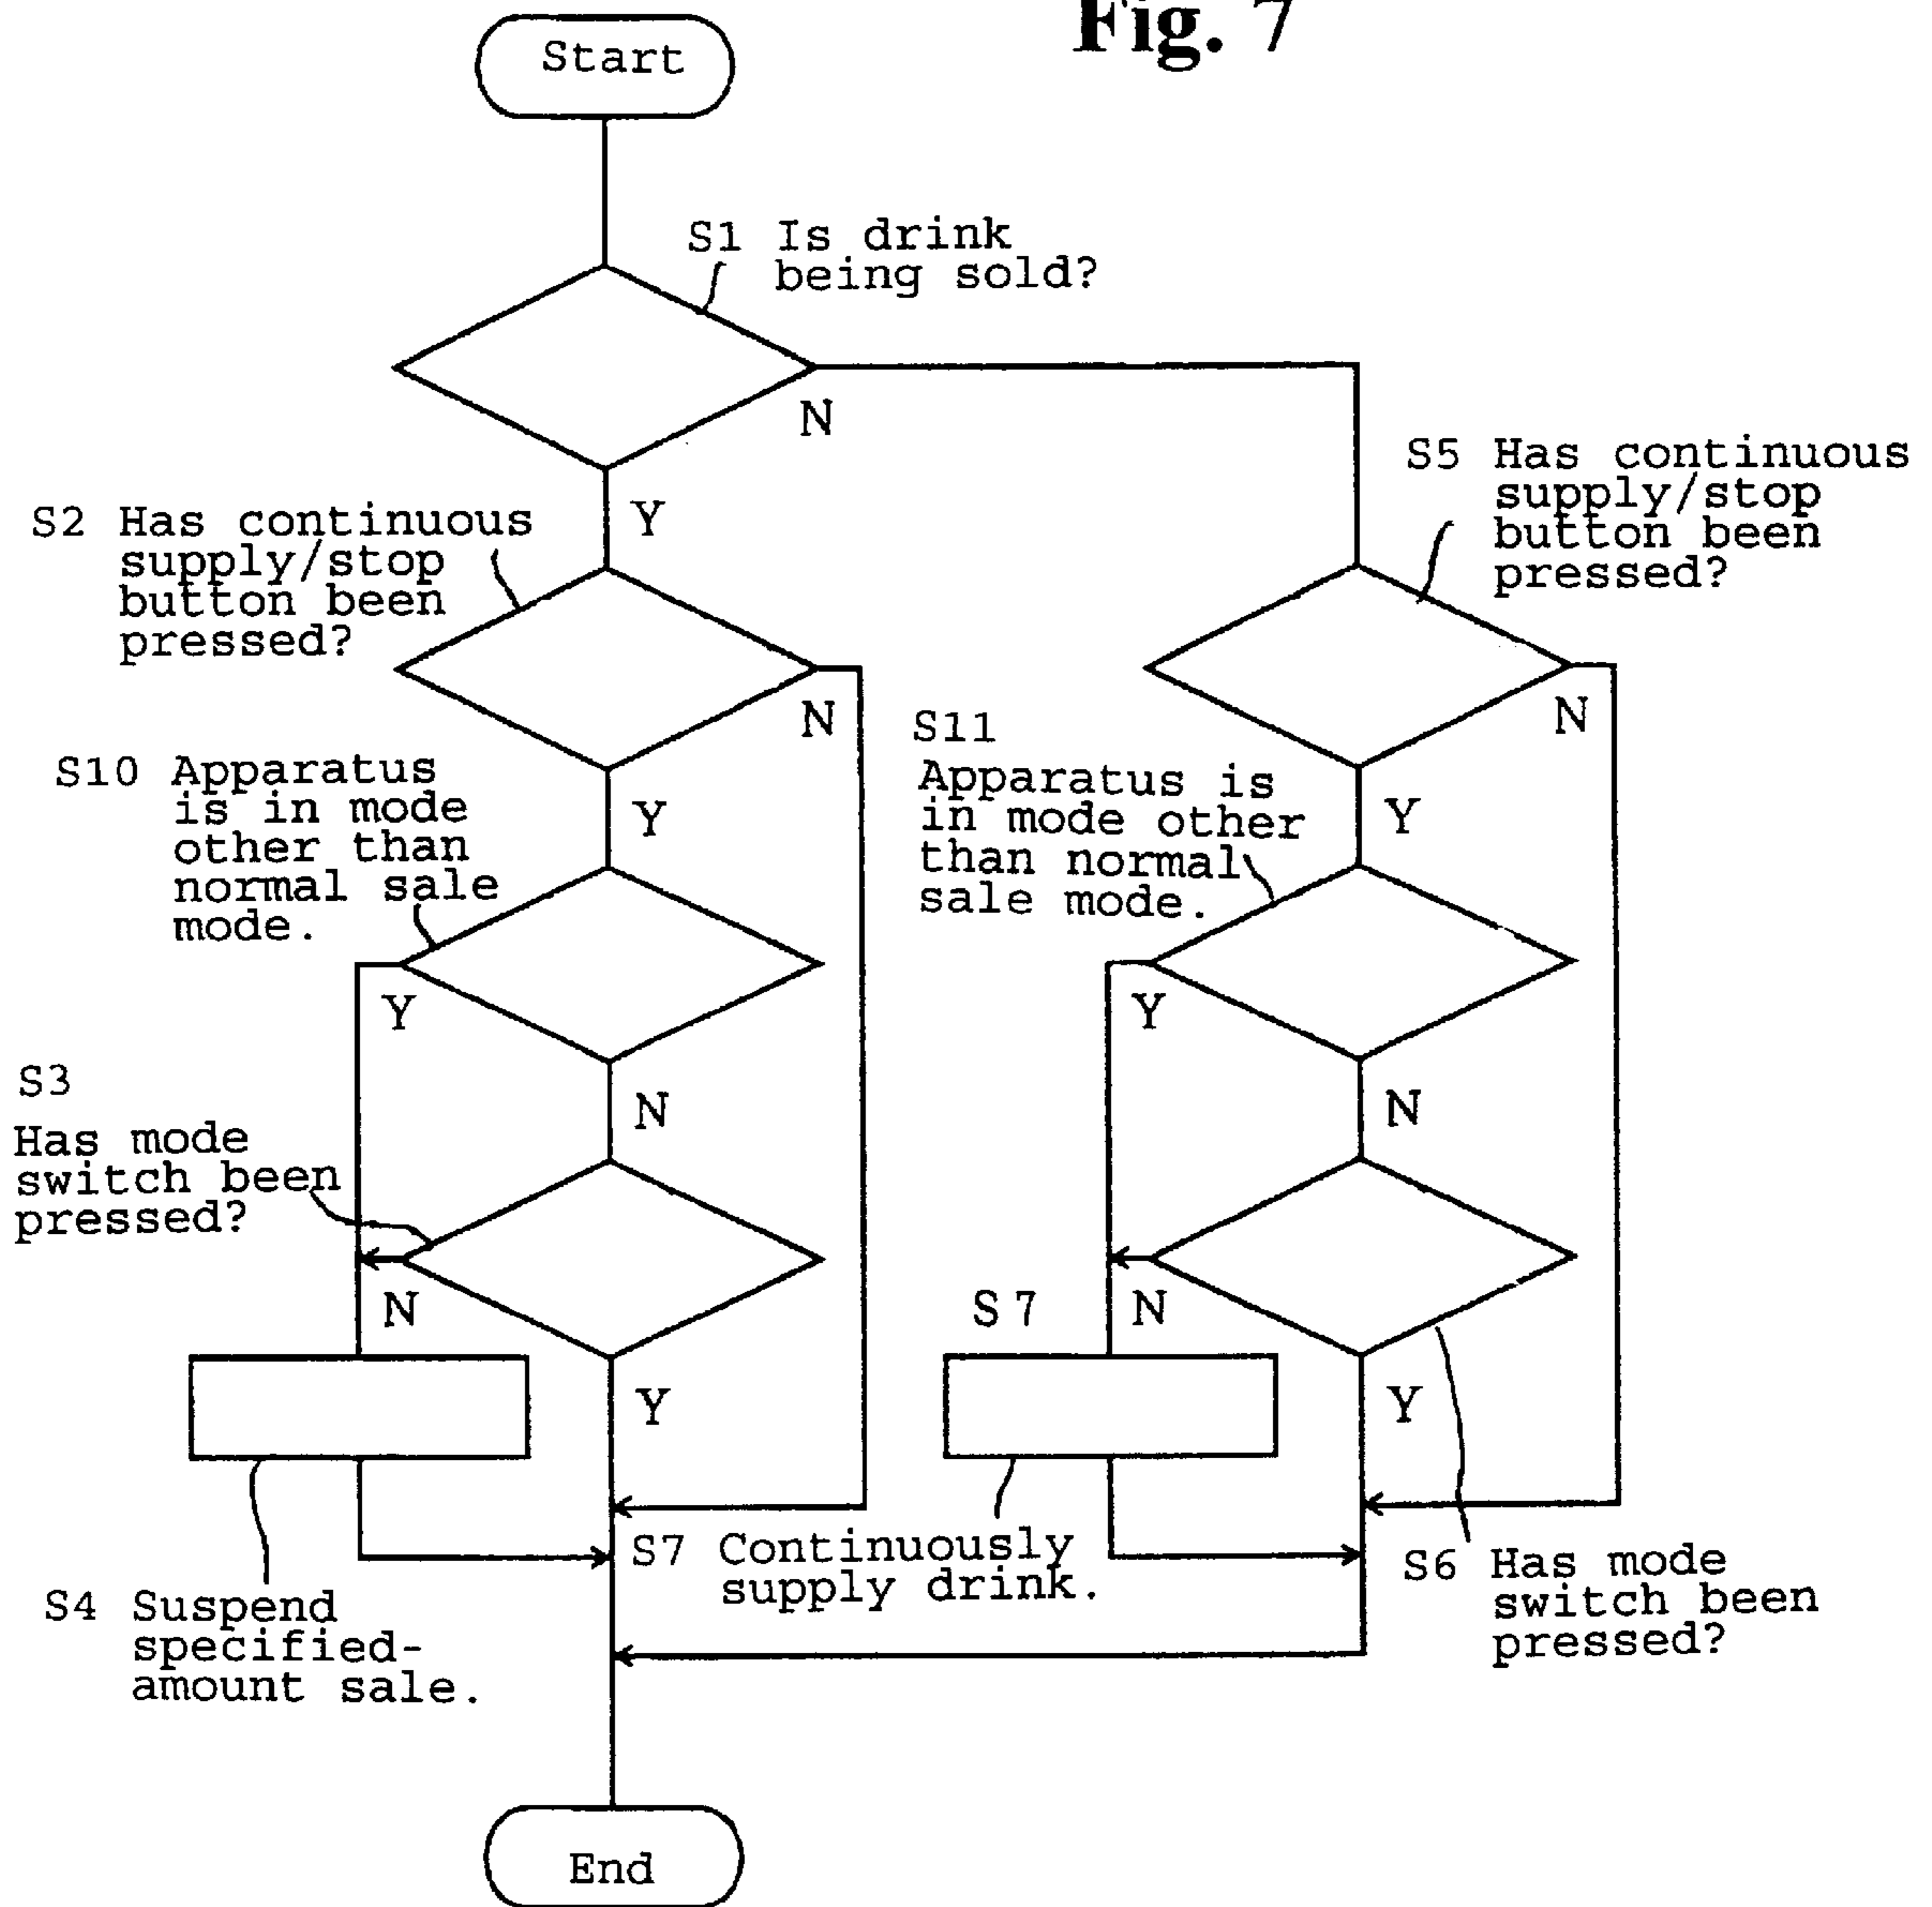 Fig. 7
Start
S1 Is drink
being sold?
N
Y
S2 Has continuous
supply/stop
button been
pressed?
N
Y
S5 Has continuous
supply/stop
button been
pressed?
N
Y
S10 Apparatus
is in mode
other than
normal sale
mode.
Y
N
S11
Apparatus is
in mode other
than normal
sale mode.
Y
N
S3
Has mode
switch been
pressed?
N
Y
S7
N
Y
S4 Suspend
specified-
amount sale.
S7 Continuously
supply drink.
S6 Has mode
switch been
pressed?
End